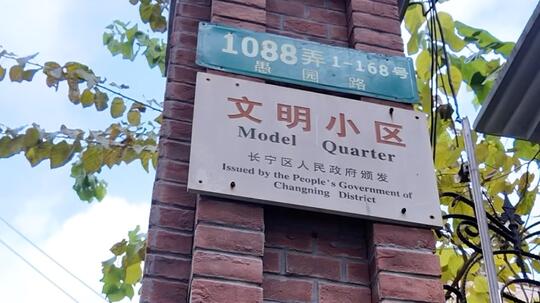 1088弄1-168号
愚园路
文明小区
Model Quarter
长宁区人民政府颁发
Issued by the People's Government of
Changning District